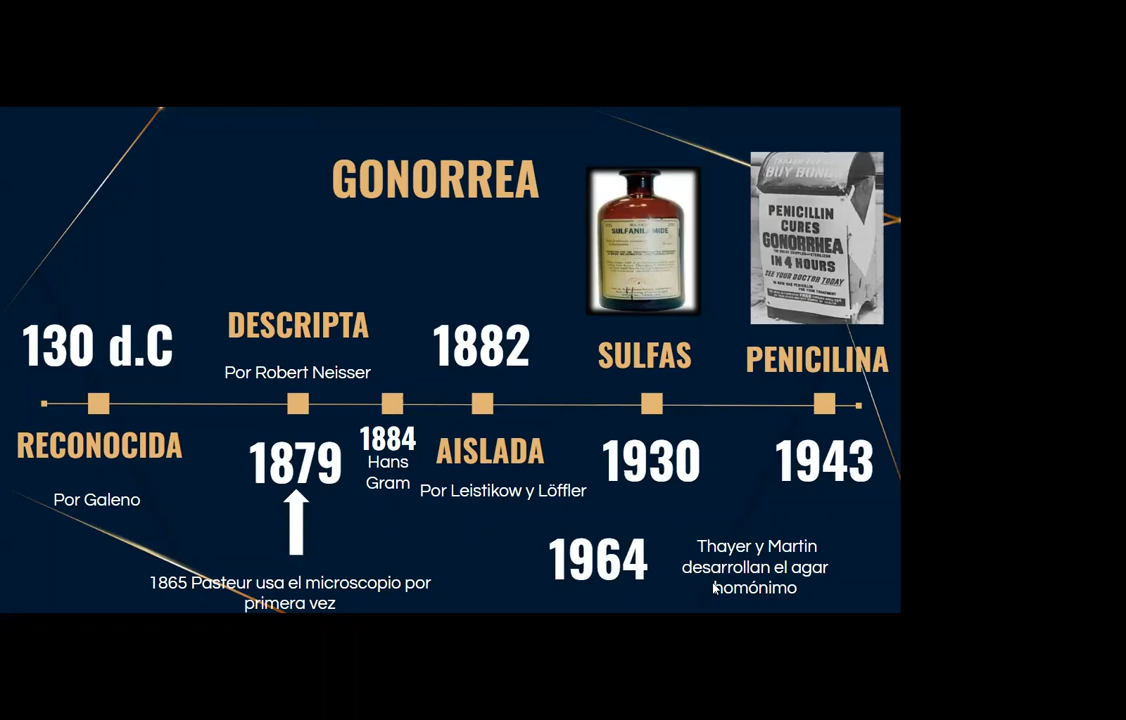 GONORREA
SULFANILAMIDE
BUY BONDS
PENICILLIN
CURES
GONORRHEA
IN 4 HOURS
SEE YOUR DOCTOR TODAY
130 d.C
DESCRIPTA
Por Robert Neisser
1882
SULFAS
PENICILINA
RECONOCIDA
Por Galeno
1879
1884
Hans
Gram
AISLADA
Por Leistikow y Löffler
1930
1943
1865 Pasteur usa el microscopio por
primera vez
1964
Thayer y Martin
desarrollan el agar
homónimo